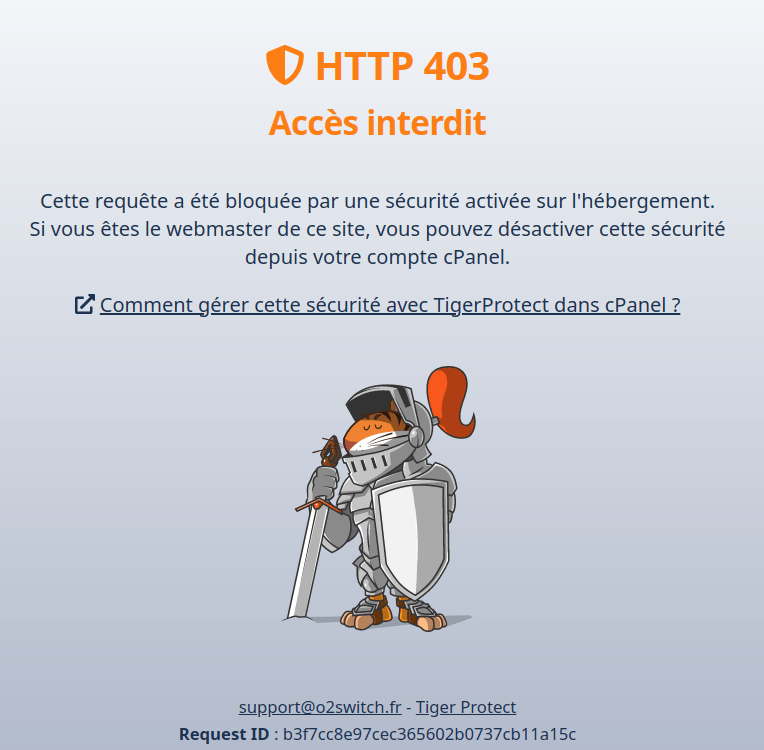 HTTP 403
Accès interdit
Cette requête a été bloquée par une sécurité activée sur l'hébergement.
Si vous êtes le webmaster de ce site, vous pouvez désactiver cette sécurité
depuis votre compte cPanel.
Comment gérer cette sécurité avec TigerProtect dans cPanel ?
support@o2switch.fr - Tiger Protect
Request ID : b3f7cc8e97cec365602b0737cb11a15c